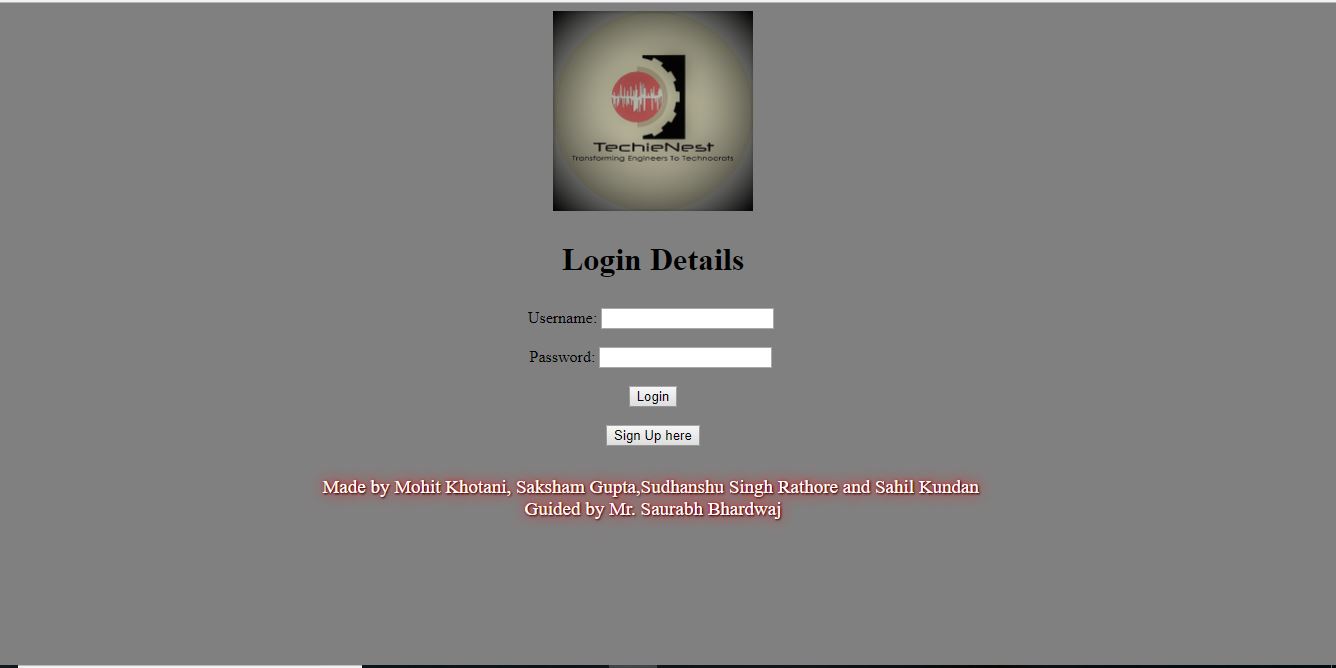 TechieNest
Transforming Engineers To Technocrats
Login Details
Username:
Password:
Login
Sign Up here
Made by Mohit Khotani, Saksham Gupta,Sudhanshu Singh Rathore and Sahil Kundan
Guided by Mr. Saurabh Bhardwaj